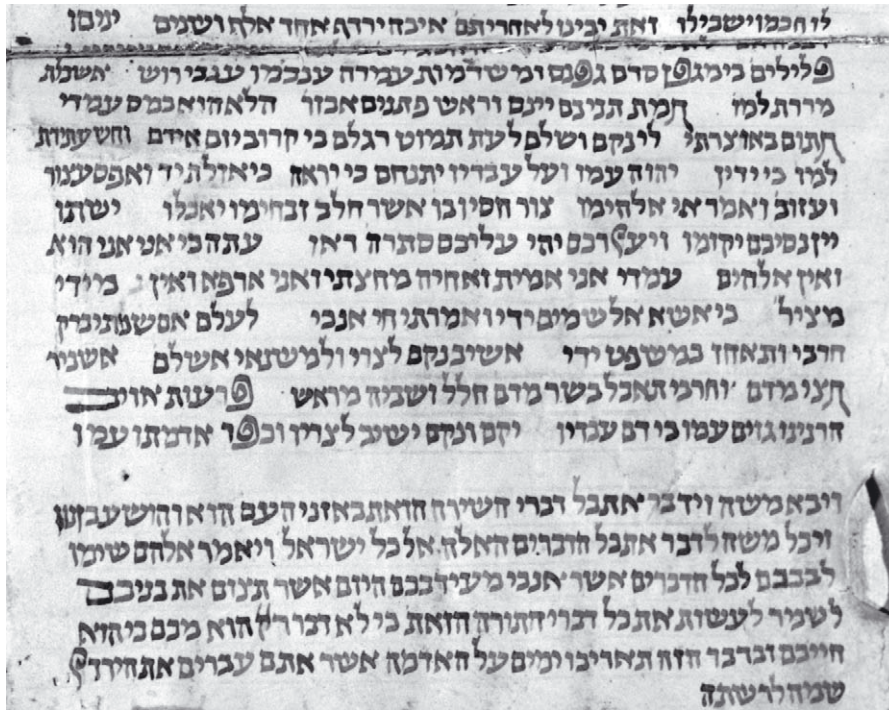 לו חכמו וישכילו זאת יבינו לאחריתם איכה ירדף אחד אלף ושנים יניסו
פלילים כי מגפן סדם גפנם ומשדמות עמרה ענבמו ענבי רוש אשכלת
מררת למו חמת תנינם יינם וראש פתנים אכזר הלא הוא כמס עמדי
חתום באוצרתי לי נקם ושלם לעת תמוט רגלם כי קרוב יום אידם וחש עתידת
למו כי ידין יהוה עמו ועל עבדיו יתנחם כי יראה כי אזלת יד ואפס עצור
ועזוב ואמר אי אלהימו צור חסיו בו אשר חלב זבחימו יאכלו ישתו
יין נסיכם יקומו ויעזרכם יהי עליכם סתרה ראו עתה כי אני אני הוא
ואין אלהים עמדי אני אמית ואחיה מחצתי ואני ארפא ואין מידי
מציל כי אשא אל שמים ידי ואמרתי חי אנכי לעלם אם שנתי ברק
חרבי ותאחז במשפט ידי אשיב נקם לצרי ולמשנאי אשלם אשכיר
חצי מדם וחרבי תאכל בשר מדם חלל ושביה מראש פרעות אויב
הרנינו גוים עמו כי דם עבדיו יקם ונקם ישיב לצריו וכפר אדמתו עמו
ויבא משה וידבר את כל דברי השירה הזאת באזני העם הוא והושע בן נון
ויכל משה לדבר את כל הדברים האלה אל כל ישראל ויאמר אלהם שימו
לבבכם לכל הדברים אשר אנכי מעיד בכם היום אשר תצום את בניכם
לשמר לעשות את כל דברי התורה הזאת כי לא דבר רק הוא מכם כי הוא
חייכם ובדבר הזה תאריכו ימים על האדמה אשר אתם עברים את הירדן
שמה לרשתה